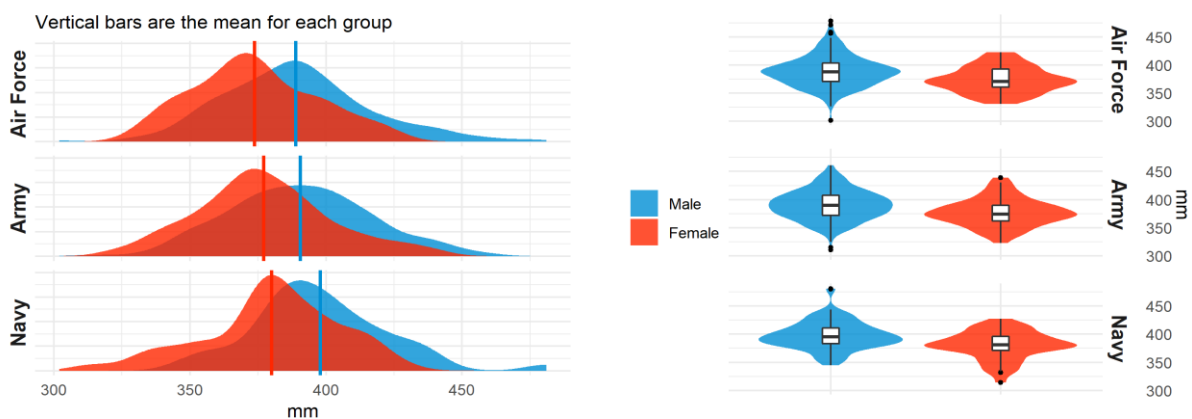 Vertical bars are the mean for each group
Air Force
Army
Navy
300 350 400 450
mm
Male
Female
450
400
350
300
Air Force
450
400
350
300
Army
mm
450
400
350
300
Navy